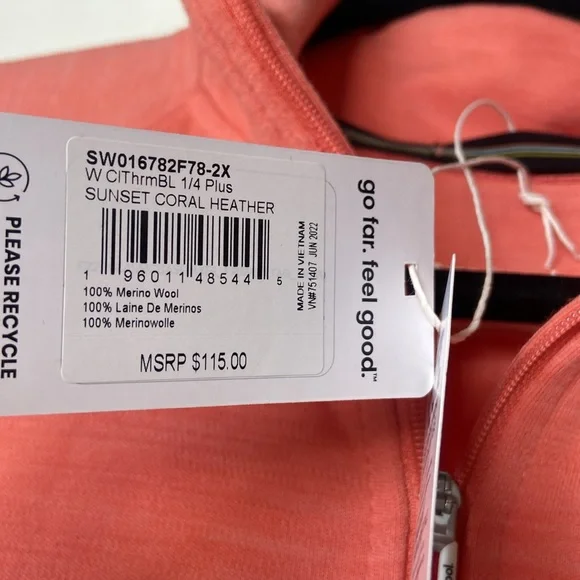 SW016782F78-2X
W ClThrmBL 1/4 Plus
SUNSET CORAL HEATHER
1 96011 48544 5
100% Merino Wool
100% Laine De Merinos
100% Merinowolle
MSRP $115.00
MADE IN VIETNAM
VN#751407 JUN 2022
go far. feel good.™
PLEASE RECYCLE